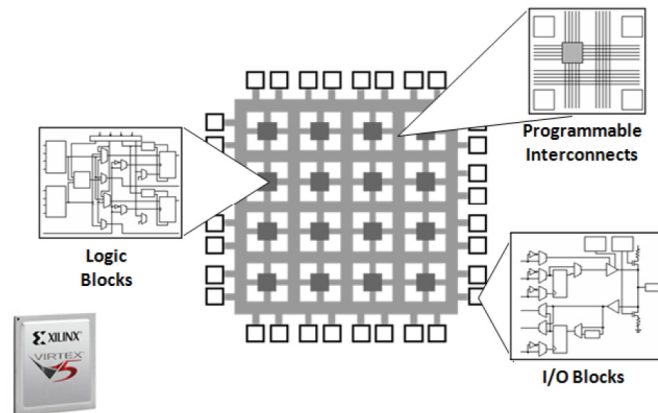 Programmable
Interconnects
Logic
Blocks
I/O Blocks
XILINX
VIRTEX
5